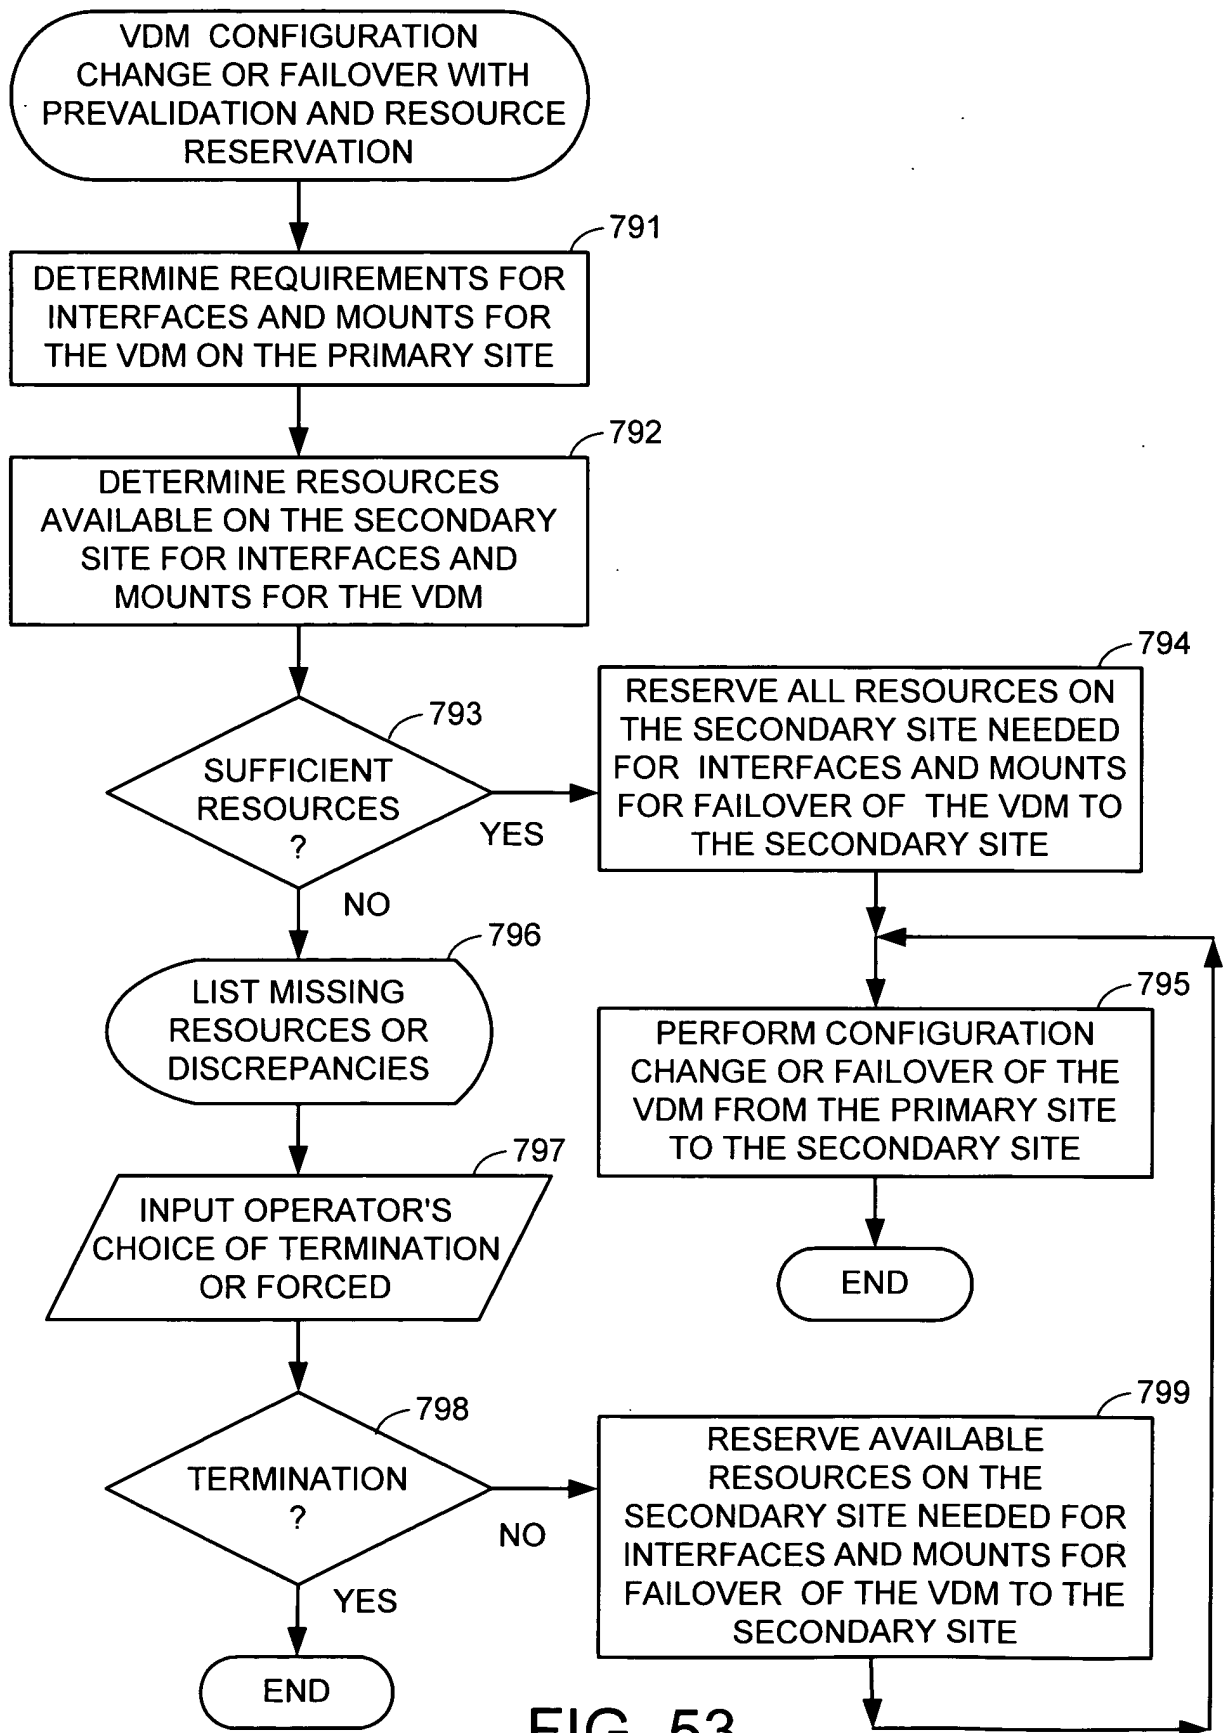 VDM CONFIGURATION
CHANGE OR FAILOVER WITH
PREVALIDATION AND RESOURCE
RESERVATION
791
DETERMINE REQUIREMENTS FOR
INTERFACES AND MOUNTS FOR
THE VDM ON THE PRIMARY SITE
792
DETERMINE RESOURCES
AVAILABLE ON THE SECONDARY
SITE FOR INTERFACES AND
MOUNTS FOR THE VDM
793
SUFFICIENT
RESOURCES
?
YES
NO
794
RESERVE ALL RESOURCES ON
THE SECONDARY SITE NEEDED
FOR INTERFACES AND MOUNTS
FOR FAILOVER OF THE VDM TO
THE SECONDARY SITE
795
PERFORM CONFIGURATION
CHANGE OR FAILOVER OF THE
VDM FROM THE PRIMARY SITE
TO THE SECONDARY SITE
END
796
LIST MISSING
RESOURCES OR
DISCREPANCIES
797
INPUT OPERATOR'S
CHOICE OF TERMINATION
OR FORCED
798
TERMINATION
?
NO
YES
END
799
RESERVE AVAILABLE
RESOURCES ON THE
SECONDARY SITE NEEDED FOR
INTERFACES AND MOUNTS FOR
FAILOVER OF THE VDM TO THE
SECONDARY SITE
FIG. 53